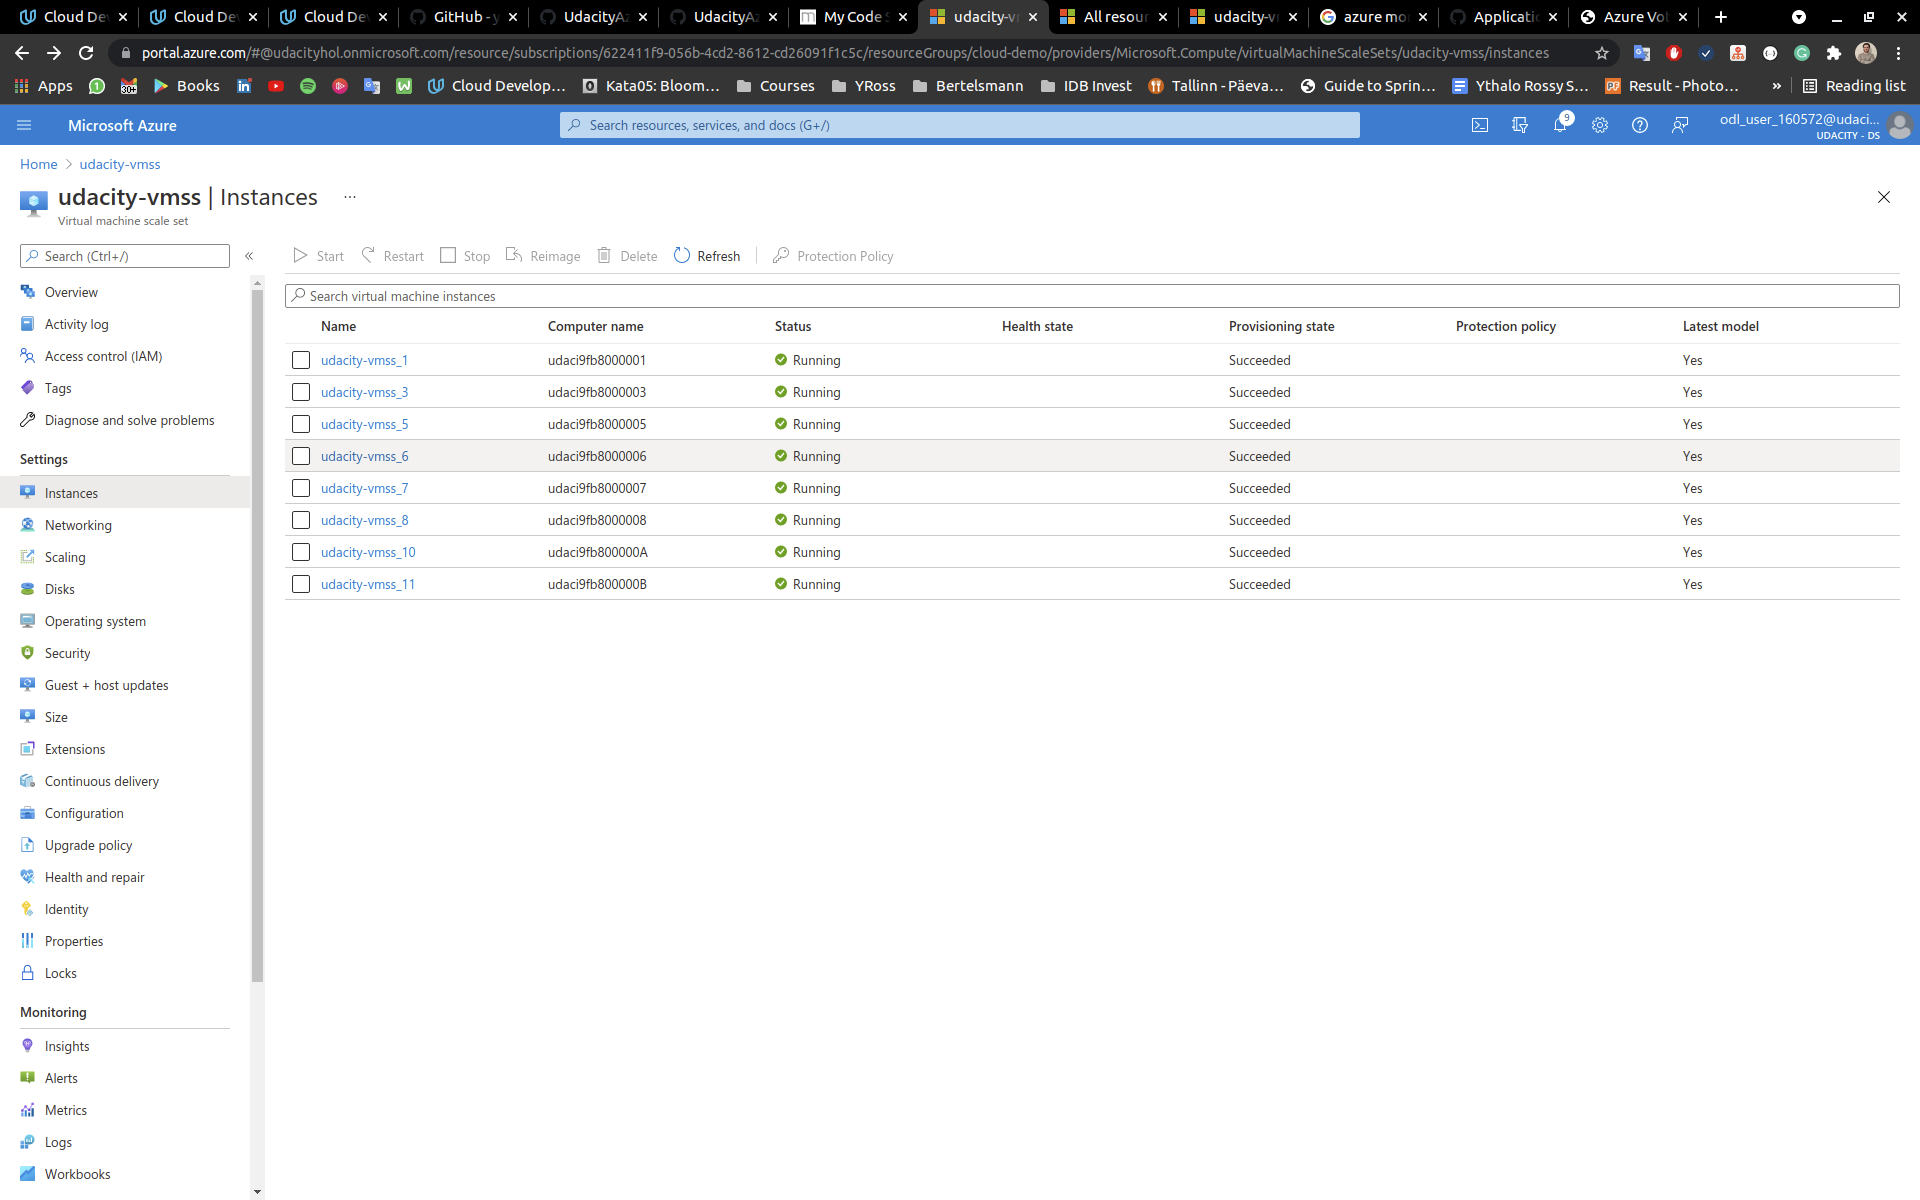 Cloud De
Cloud De
Cloud De
GitHub - y
UdacityAz
UdacityAz
My Code S
udacity-v
All resour
udacity-v
azure mo
Applicatio
Azure Vo
portal.azure.com/#@udacityhol.onmicrosoft.com/resource/subscriptions/622411f9-056b-4cd2-8612-cd26091f1c5c/resourceGroups/cloud-demo/providers/Microsoft.Compute/virtualMachineScaleSets/udacity-vmss/instances
Apps
1
30+
Books
Cloud Develop...
Kata05: Bloom...
Courses
YRoss
Bertelsmann
IDB Invest
Tallinn - Päeva...
Guide to Sprin...
Ythalo Rossy S...
Result - Photo...
»
Reading list
Microsoft Azure
Search resources, services, and docs (G+/)
9
odl_user_160572@udaci...
UDACITY - DS
Home > udacity-vmss
udacity-vmss | Instances ...
Virtual machine scale set
Search (Ctrl+/) «
Start Restart Stop Reimage Delete Refresh Protection Policy
Search virtual machine instances
Name Computer name Status Health state Provisioning state Protection policy Latest model
udacity-vmss_1 udaci9fb8000001 Running Succeeded Yes
udacity-vmss_3 udaci9fb8000003 Running Succeeded Yes
udacity-vmss_5 udaci9fb8000005 Running Succeeded Yes
udacity-vmss_6 udaci9fb8000006 Running Succeeded Yes
udacity-vmss_7 udaci9fb8000007 Running Succeeded Yes
udacity-vmss_8 udaci9fb8000008 Running Succeeded Yes
udacity-vmss_10 udaci9fb800000A Running Succeeded Yes
udacity-vmss_11 udaci9fb800000B Running Succeeded Yes
Overview
Activity log
Access control (IAM)
Tags
Diagnose and solve problems
Settings
Instances
Networking
Scaling
Disks
Operating system
Security
Guest + host updates
Size
Extensions
Continuous delivery
Configuration
Upgrade policy
Health and repair
Identity
Properties
Locks
Monitoring
Insights
Alerts
Metrics
Logs
Workbooks